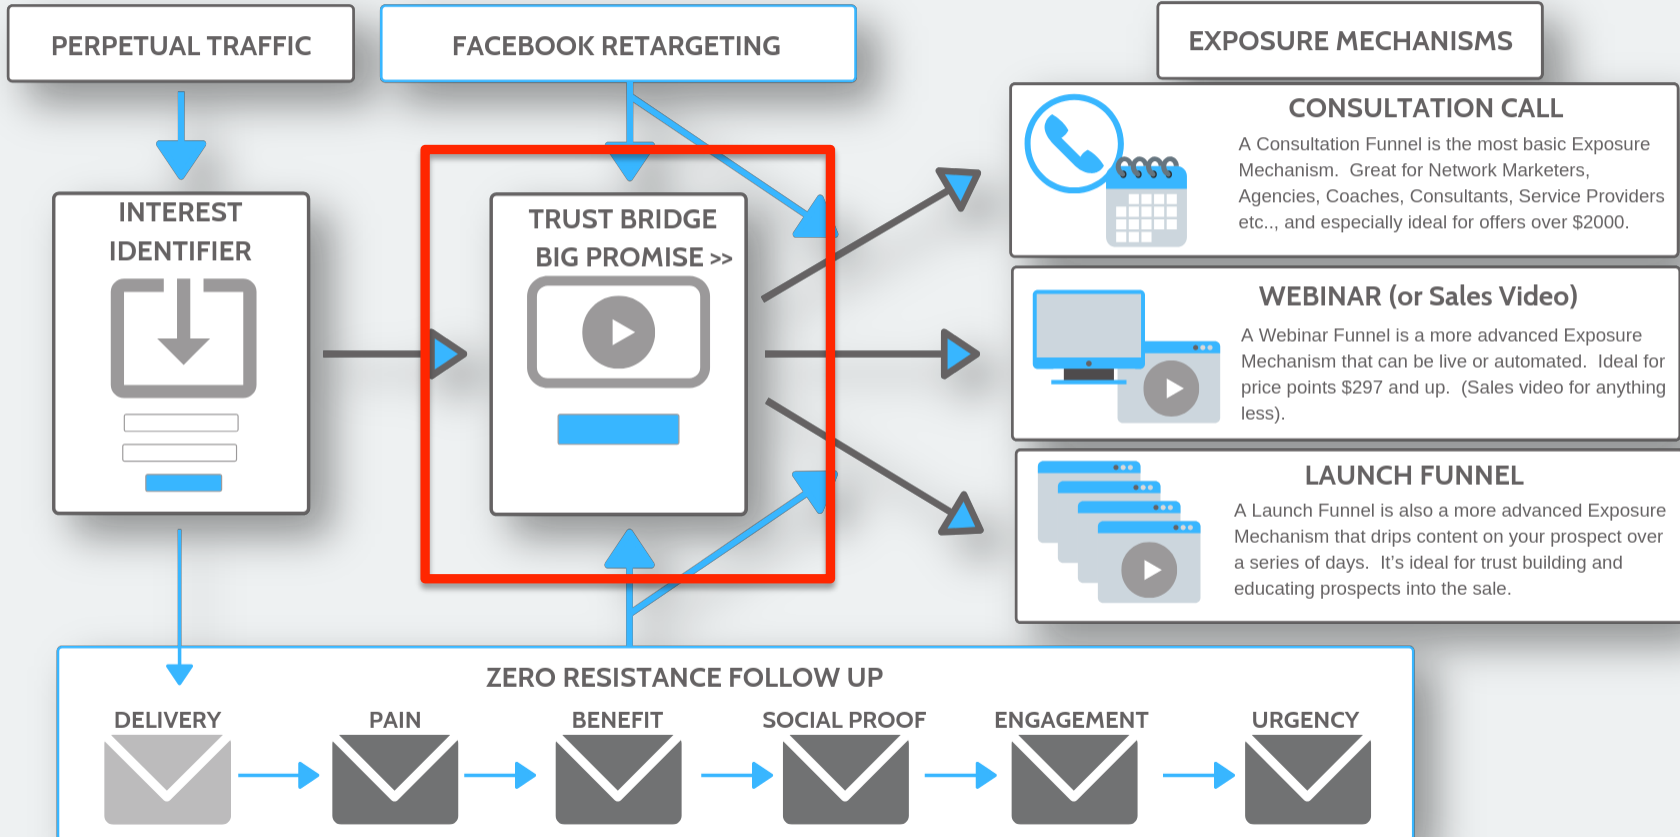 PERPETUAL TRAFFIC
FACEBOOK RETARGETING
EXPOSURE MECHANISMS
INTEREST
IDENTIFIER
TRUST BRIDGE
BIG PROMISE >>
CONSULTATION CALL
A Consultation Funnel is the most basic Exposure
Mechanism.  Great for Network Marketers,
Agencies, Coaches, Consultants, Service Providers
etc.., and especially ideal for offers over $2000.
WEBINAR (or Sales Video)
A Webinar Funnel is a more advanced Exposure
Mechanism that can be live or automated.  Ideal for
price points $297 and up.  (Sales video for anything
less).
LAUNCH FUNNEL
A Launch Funnel is also a more advanced Exposure
Mechanism that drips content on your prospect over
a series of days.  It's ideal for trust building and
educating prospects into the sale.
ZERO RESISTANCE FOLLOW UP
DELIVERY
PAIN
BENEFIT
SOCIAL PROOF
ENGAGEMENT
URGENCY